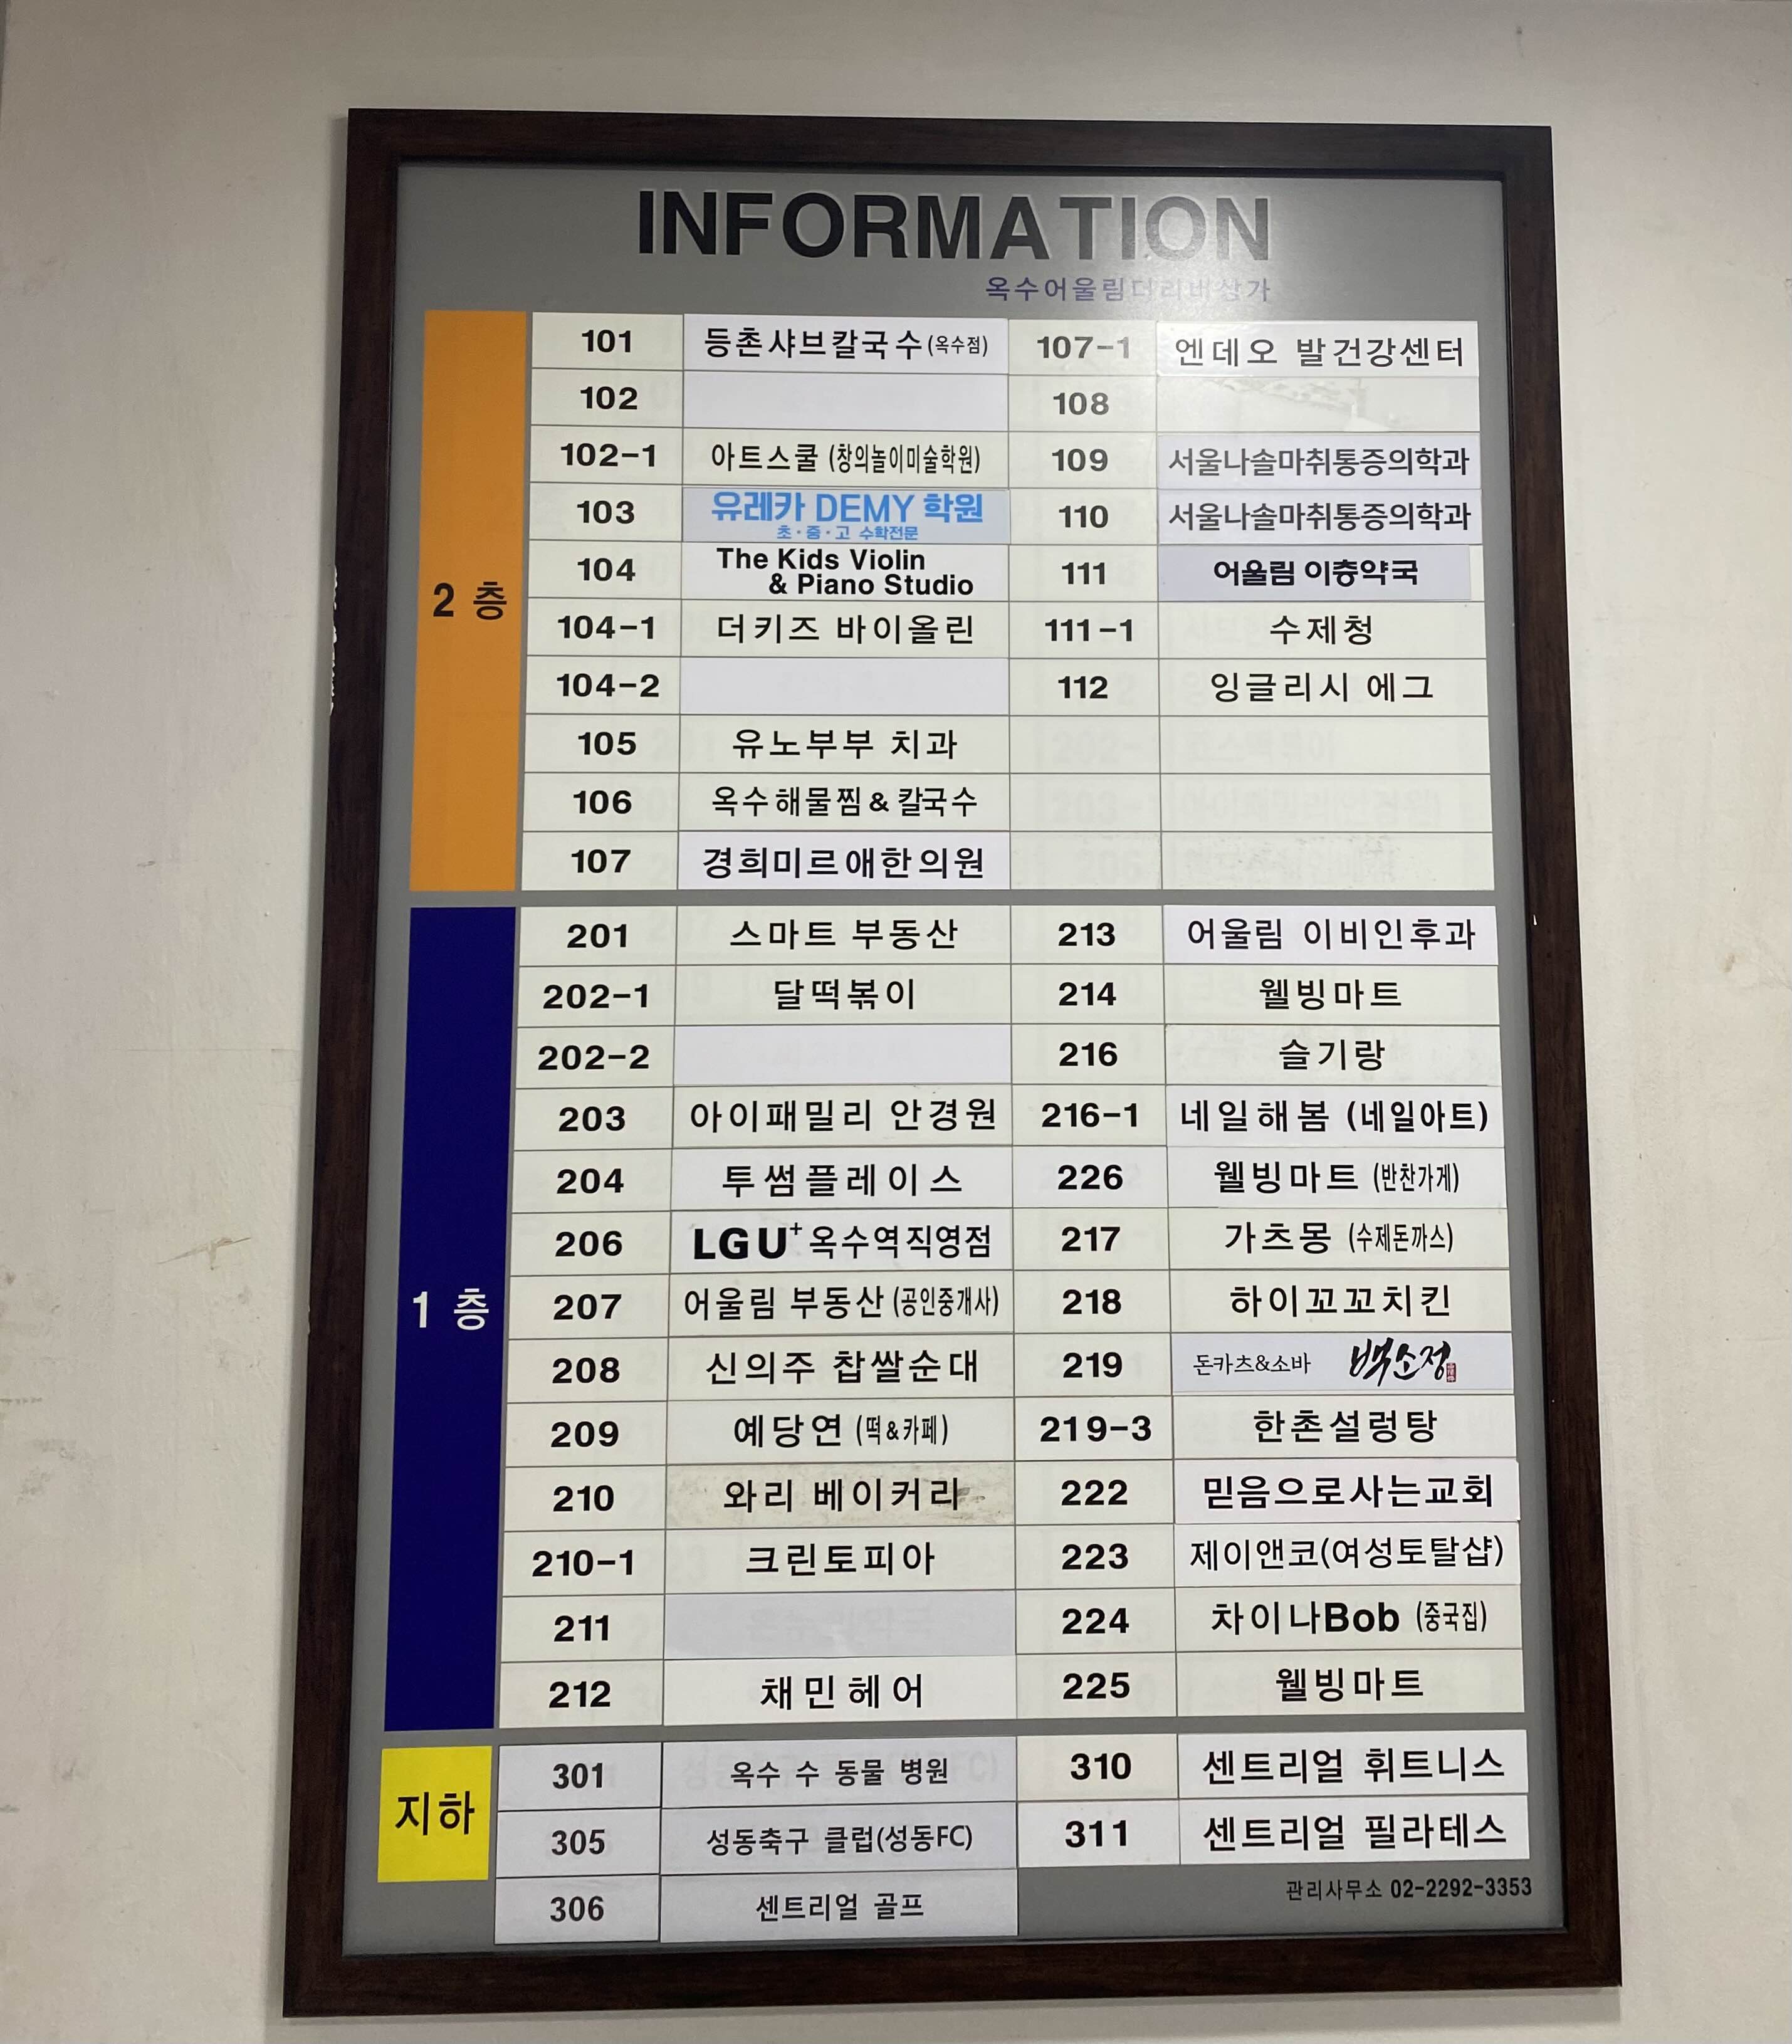 INFORMATION
옥수어울림더리버상가
2 층
101 등촌샤브칼국수(옥수점) 107-1 엔데오 발건강센터
102 108
102-1 아트스쿨 (창의놀이미술학원) 109 서울나솔마취통증의학과
103 유레카 DEMY 학원 110 서울나솔마취통증의학과
초·중·고 수학전문
104 The Kids Violin 111 어울림 이층약국
& Piano Studio
104-1 더키즈 바이올린 111-1 수제청
104-2 112 잉글리시 에그
105 유노부부 치과
106 옥수해물찜&칼국수
107 경희미르애한의원
1 층
201 스마트 부동산 213 어울림 이비인후과
202-1 달떡볶이 214 웰빙마트
202-2 216 슬기랑
203 아이패밀리 안경원 216-1 네일해봄 (네일아트)
204 투썸플레이스 226 웰빙마트 (반찬가게)
206 LGU+옥수역직영점 217 가츠몽 (수제돈까스)
207 어울림 부동산 (공인중개사) 218 하이꼬꼬치킨
208 신의주 찹쌀순대 219 돈카츠&소바 백소정
209 예당연 (떡&카페) 219-3 한촌설렁탕
210 와리 베이커리 222 믿음으로사는교회
210-1 크린토피아 223 제이앤코(여성토탈샵)
211 224 차이나Bob (중국집)
212 채민헤어 225 웰빙마트
지하
301 옥수 수 동물 병원 310 센트리얼 휘트니스
305 성동축구 클럽(성동FC) 311 센트리얼 필라테스
306 센트리얼 골프
관리사무소 02-2292-3353